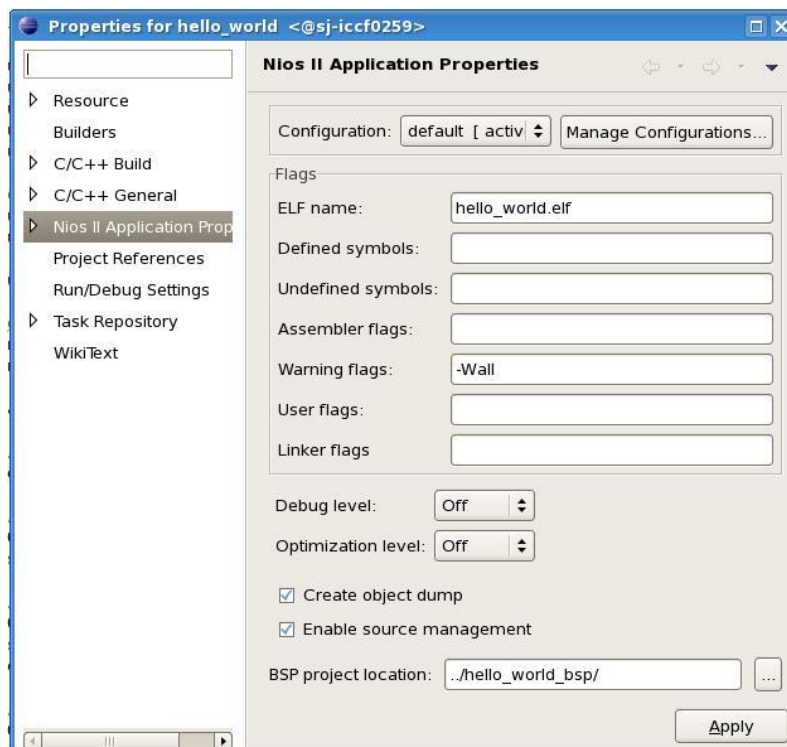 Properties for hello_world <@sj-iccf0259>
Resource
Builders
C/C++ Build
C/C++ General
Nios II Application Prop
Project References
Run/Debug Settings
Task Repository
WikiText
Nios II Application Properties
Configuration: default [ activ Manage Configurations...
Flags
ELF name: hello_world.elf
Defined symbols:
Undefined symbols:
Assembler flags:
Warning flags: -Wall
User flags:
Linker flags
Debug level: Off
Optimization level: Off
Create object dump
Enable source management
BSP project location: ../hello_world_bsp/ ...
Apply